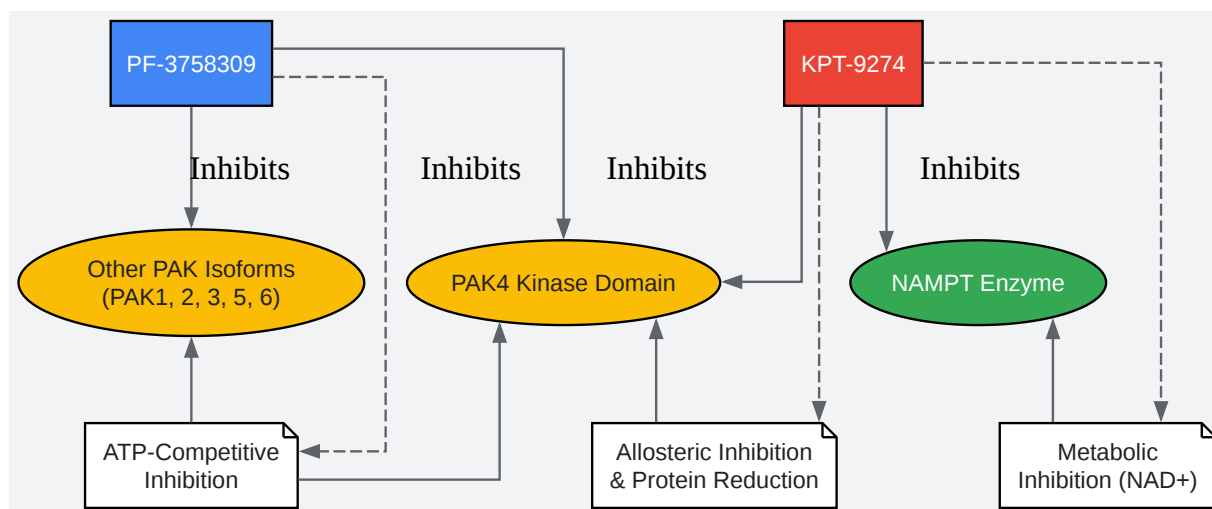 PF-3758309
KPT-9274
Inhibits
Inhibits
Inhibits
Inhibits
Other PAK Isoforms
(PAK1, 2, 3, 5, 6)
PAK4 Kinase Domain
NAMPT Enzyme
ATP-Competitive
Inhibition
Allosteric Inhibition
& Protein Reduction
Metabolic
Inhibition (NAD+)